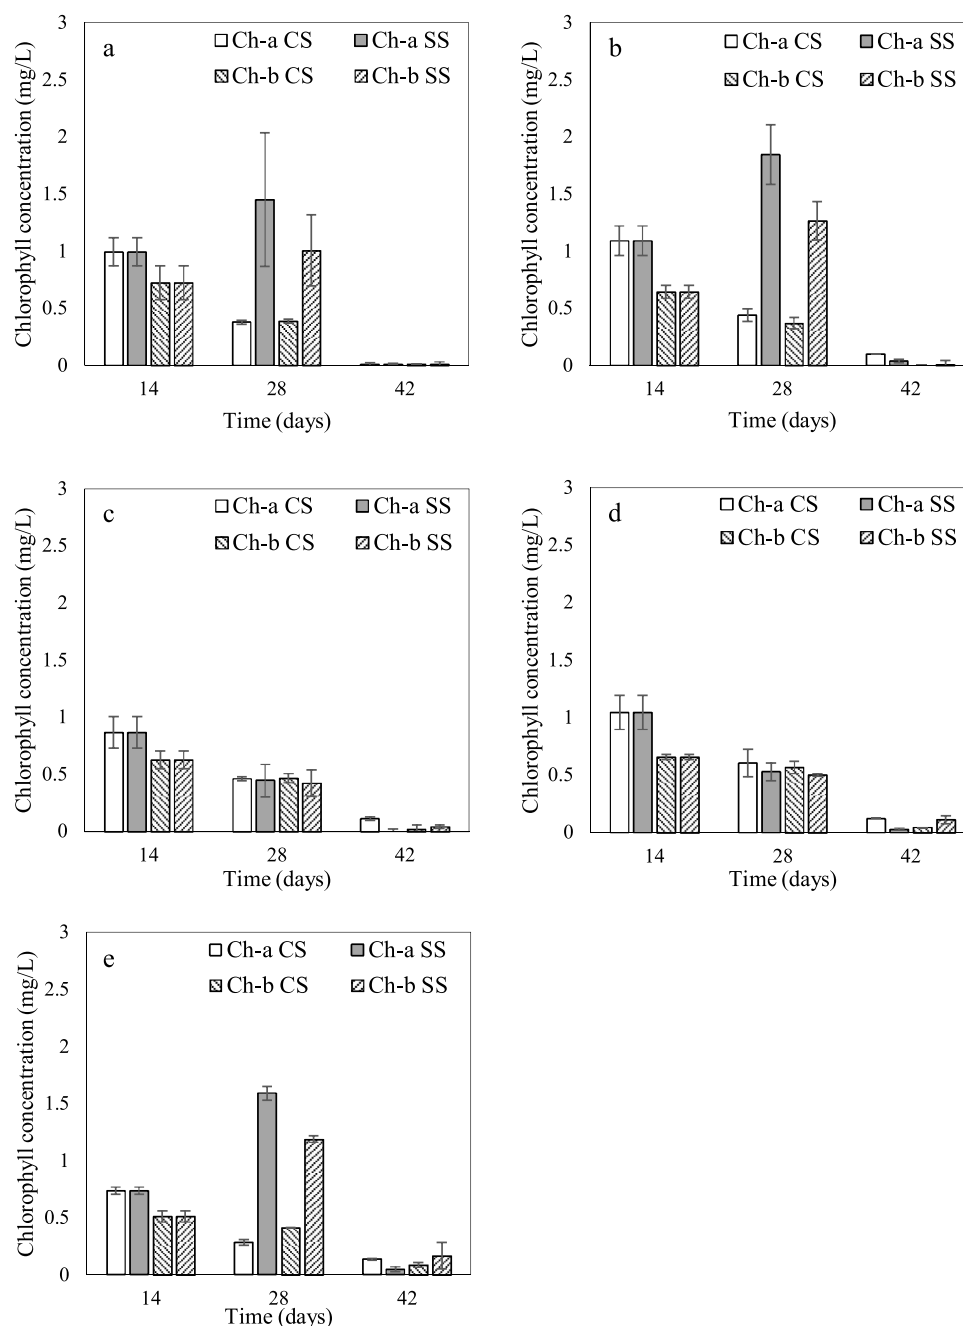 a
Ch-a CS
Ch-a SS
Ch-b CS
Ch-b SS
Chlorophyll concentration (mg/L)
3
2.5
2
1.5
1
0.5
0
14
28
42
Time (days)
b
Ch-a CS
Ch-a SS
Ch-b CS
Ch-b SS
Chlorophyll concentration (mg/L)
3
2.5
2
1.5
1
0.5
0
14
28
42
Time (days)
c
Ch-a CS
Ch-a SS
Ch-b CS
Ch-b SS
Chlorophyll concentration (mg/L)
3
2.5
2
1.5
1
0.5
0
14
28
42
Time (days)
d
Ch-a CS
Ch-a SS
Ch-b CS
Ch-b SS
Chlorophyll concentration (mg/L)
3
2.5
2
1.5
1
0.5
0
14
28
42
Time (days)
e
Ch-a CS
Ch-a SS
Ch-b CS
Ch-b SS
Chlorophyll concentration (mg/L)
3
2.5
2
1.5
1
0.5
0
14
28
42
Time (days)